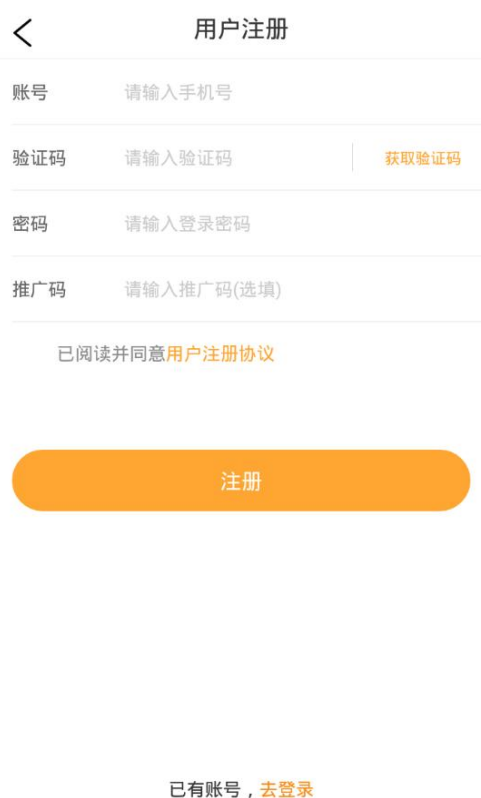 用户注册
账号 请输入手机号
验证码 请输入验证码 获取验证码
密码 请输入登录密码
推广码 请输入推广码(选填)
已阅读并同意用户注册协议
注册
已有账号，去登录